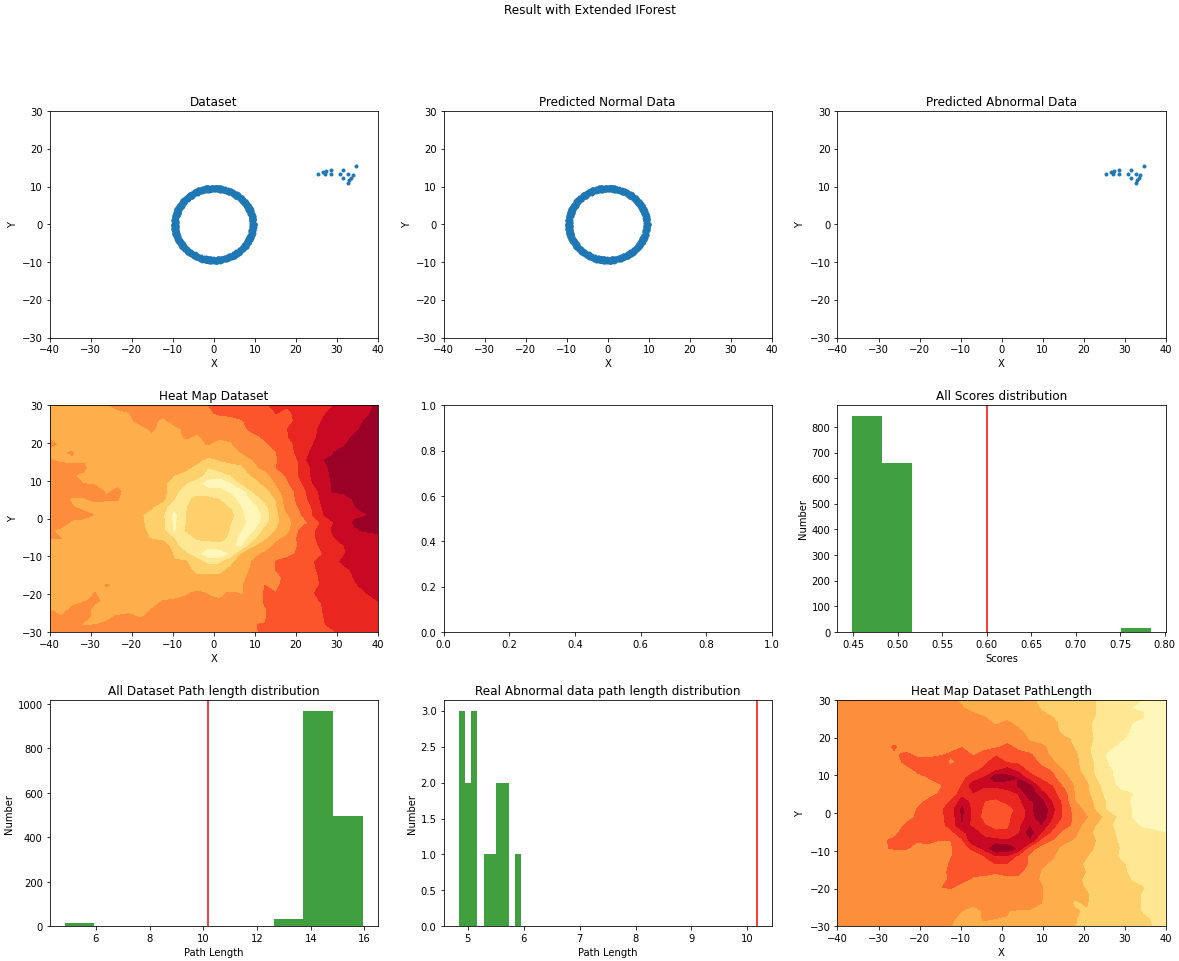 Result with Extended IForest
Dataset
Predicted Normal Data
Predicted Abnormal Data
30
20
10
0
−10
−20
−30
Y
−40 −30 −20 −10 0 10 20 30 40
X
30
20
10
0
−10
−20
−30
Y
−40 −30 −20 −10 0 10 20 30 40
X
30
20
10
0
−10
−20
−30
Y
−40 −30 −20 −10 0 10 20 30 40
X
Heat Map Dataset
30
20
10
0
−10
−20
−30
Y
−40 −30 −20 −10 0 10 20 30 40
X
1.0
0.8
0.6
0.4
0.2
0.0
0.0 0.2 0.4 0.6 0.8 1.0
All Scores distribution
800
700
600
500
400
300
200
100
0
Number
0.45 0.50 0.55 0.60 0.65 0.70 0.75 0.80
Scores
All Dataset Path length distribution
1000
800
600
400
200
0
Number
6 8 10 12 14 16
Path Length
Real Abnormal data path length distribution
3.0
2.5
2.0
1.5
1.0
0.5
0.0
Number
5 6 7 8 9 10
Path Length
Heat Map Dataset PathLength
30
20
10
0
−10
−20
−30
Y
−40 −30 −20 −10 0 10 20 30 40
X